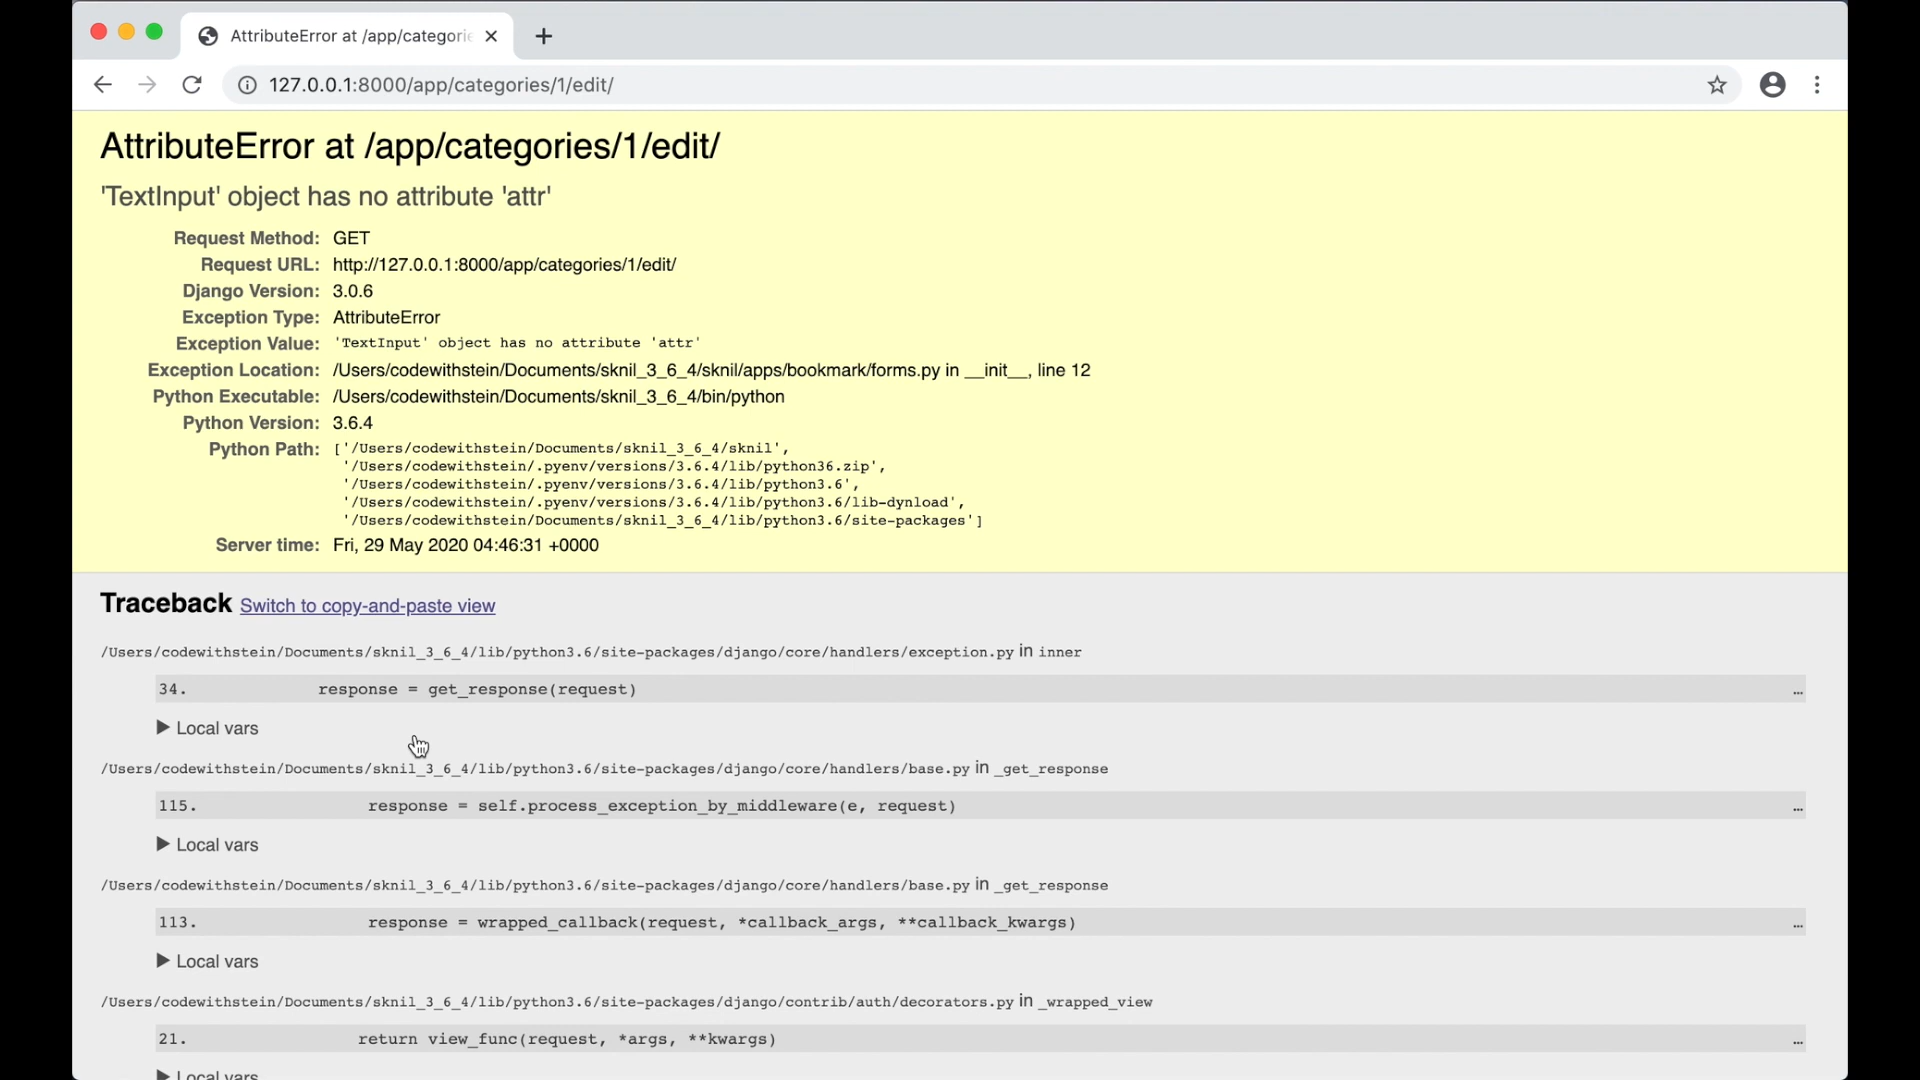 AttributeError at /app/categorie
127.0.0.1:8000/app/categories/1/edit/
AttributeError at /app/categories/1/edit/
'TextInput' object has no attribute 'attr'
Request Method: GET
Request URL: http://127.0.0.1:8000/app/categories/1/edit/
Django Version: 3.0.6
Exception Type: AttributeError
Exception Value: 'TextInput' object has no attribute 'attr'
Exception Location: /Users/codewithstein/Documents/sknil_3_6_4/sknil/apps/bookmark/forms.py in __init__, line 12
Python Executable: /Users/codewithstein/Documents/sknil_3_6_4/bin/python
Python Version: 3.6.4
Python Path: ['/Users/codewithstein/Documents/sknil_3_6_4/sknil',
'/Users/codewithstein/.pyenv/versions/3.6.4/lib/python36.zip',
'/Users/codewithstein/.pyenv/versions/3.6.4/lib/python3.6',
'/Users/codewithstein/.pyenv/versions/3.6.4/lib/python3.6/lib-dynload',
'/Users/codewithstein/Documents/sknil_3_6_4/lib/python3.6/site-packages']
Server time: Fri, 29 May 2020 04:46:31 +0000
Traceback Switch to copy-and-paste view
/Users/codewithstein/Documents/sknil_3_6_4/lib/python3.6/site-packages/django/core/handlers/exception.py in inner
34. response = get_response(request) …
▶ Local vars
/Users/codewithstein/Documents/sknil_3_6_4/lib/python3.6/site-packages/django/core/handlers/base.py in _get_response
115. response = self.process_exception_by_middleware(e, request) …
▶ Local vars
/Users/codewithstein/Documents/sknil_3_6_4/lib/python3.6/site-packages/django/core/handlers/base.py in _get_response
113. response = wrapped_callback(request, *callback_args, **callback_kwargs) …
▶ Local vars
/Users/codewithstein/Documents/sknil_3_6_4/lib/python3.6/site-packages/django/contrib/auth/decorators.py in _wrapped_view
21. return view_func(request, *args, **kwargs) …
▶ Local vars